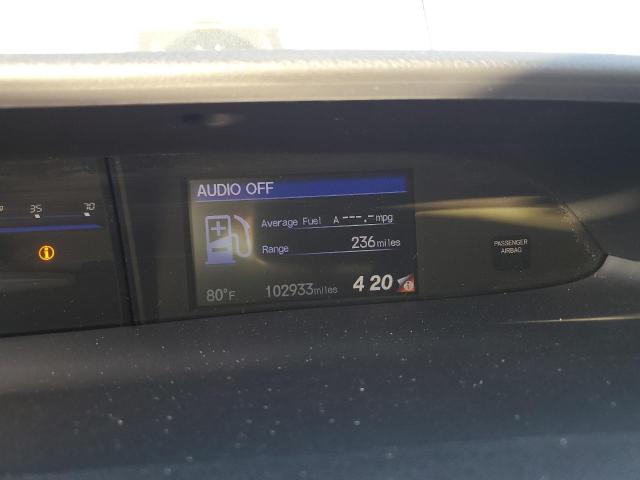 AUDIO OFF
35 70
Average Fuel A ---.- mpg
Range 236 miles
PASSENGER
AIRBAG
80°F 102933 miles 4 20